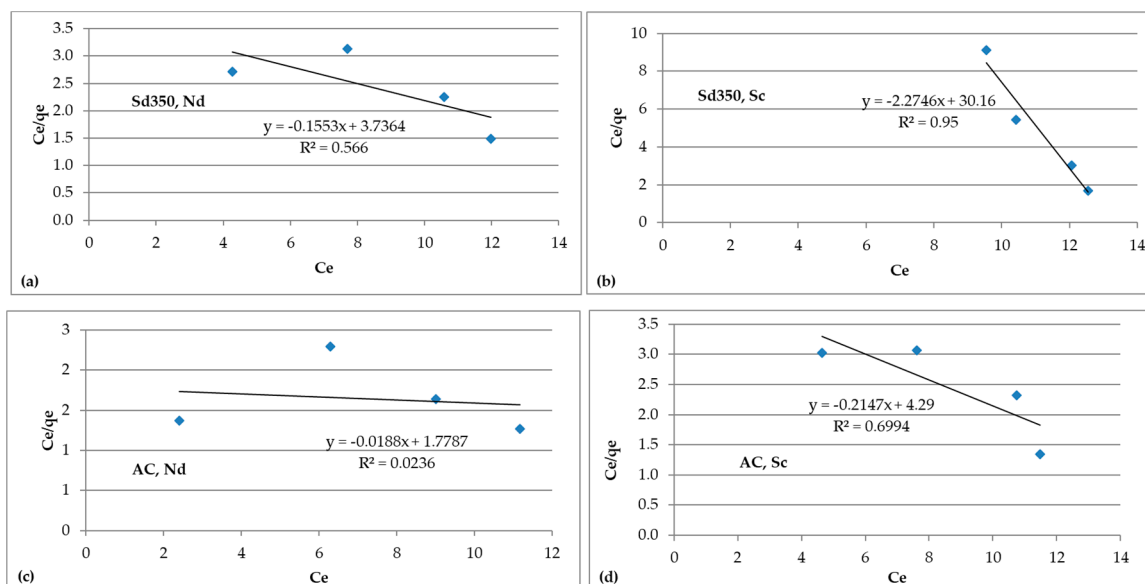 3.5
3.0
2.5
2.0
1.5
1.0
0.5
0.0
Ce/qe
Sd350, Nd
y = -0.1553x + 3.7364
R² = 0.566
0 2 4 6 8 10 12 14
Ce
(a)
10
8
6
4
2
0
Ce/qe
Sd350, Sc
y = -2.2746x + 30.16
R² = 0.95
0 2 4 6 8 10 12 14
Ce
(b)
3
2
2
1
1
0
Ce/qe
AC, Nd
y = -0.0188x + 1.7787
R² = 0.0236
0 2 4 6 8 10 12
Ce
(c)
3.5
3.0
2.5
2.0
1.5
1.0
0.5
0.0
Ce/qe
y = -0.2147x + 4.29
R² = 0.6994
AC, Sc
0 2 4 6 8 10 12 14
Ce
(d)